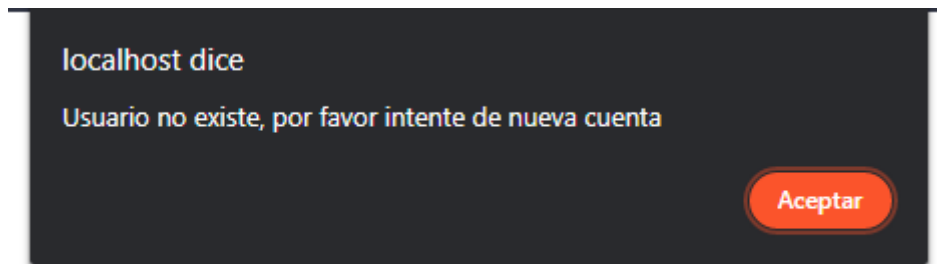 localhost dice
Usuario no existe, por favor intente de nueva cuenta
Aceptar